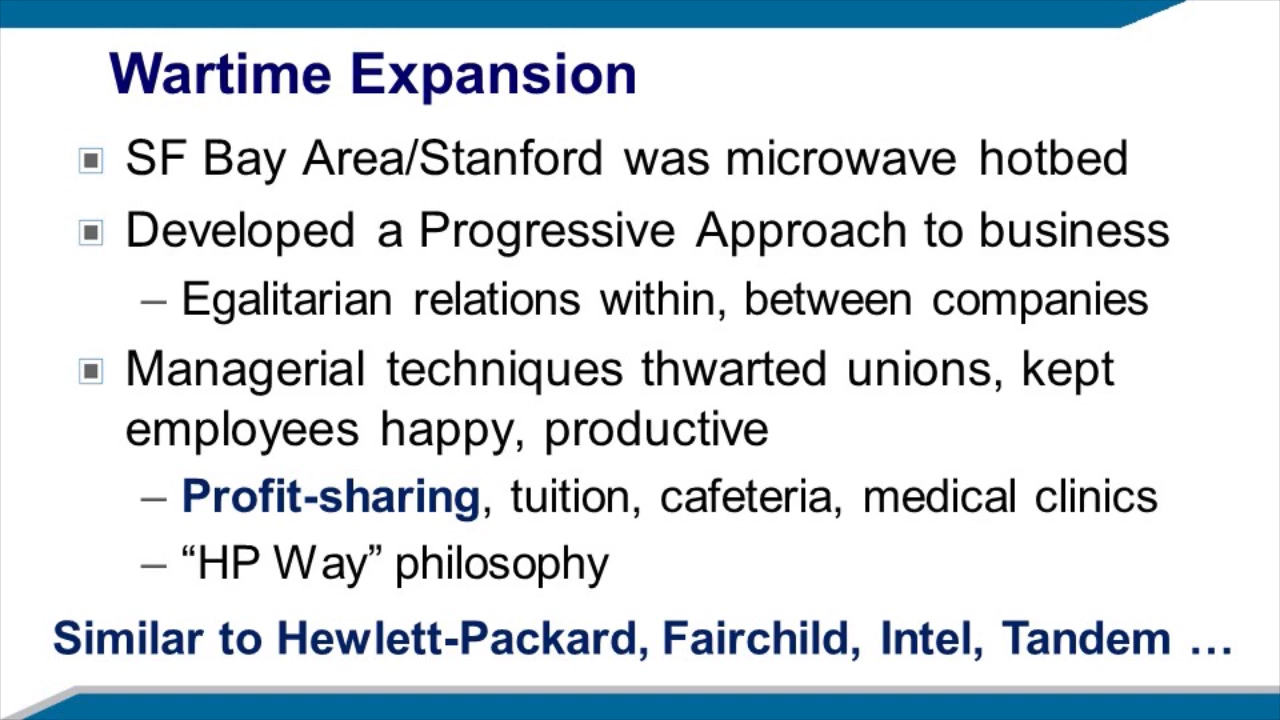 Wartime Expansion
SF Bay Area/Stanford was microwave hotbed
Developed a Progressive Approach to business
– Egalitarian relations within, between companies
Managerial techniques thwarted unions, kept
employees happy, productive
– Profit-sharing, tuition, cafeteria, medical clinics
– “HP Way” philosophy
Similar to Hewlett-Packard, Fairchild, Intel, Tandem …